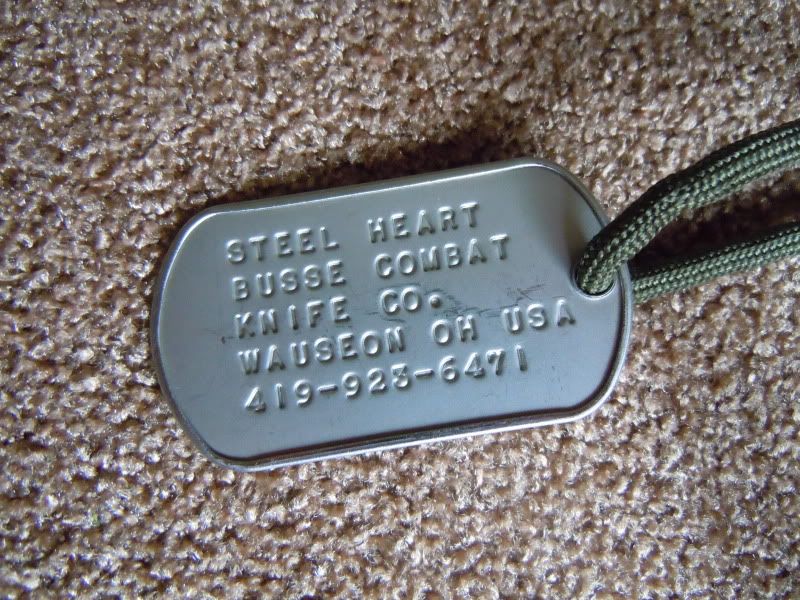 STEEL HEART
BUSSE COMBAT
KNIFE CO.
WAUSEON OH USA
419-923-6471